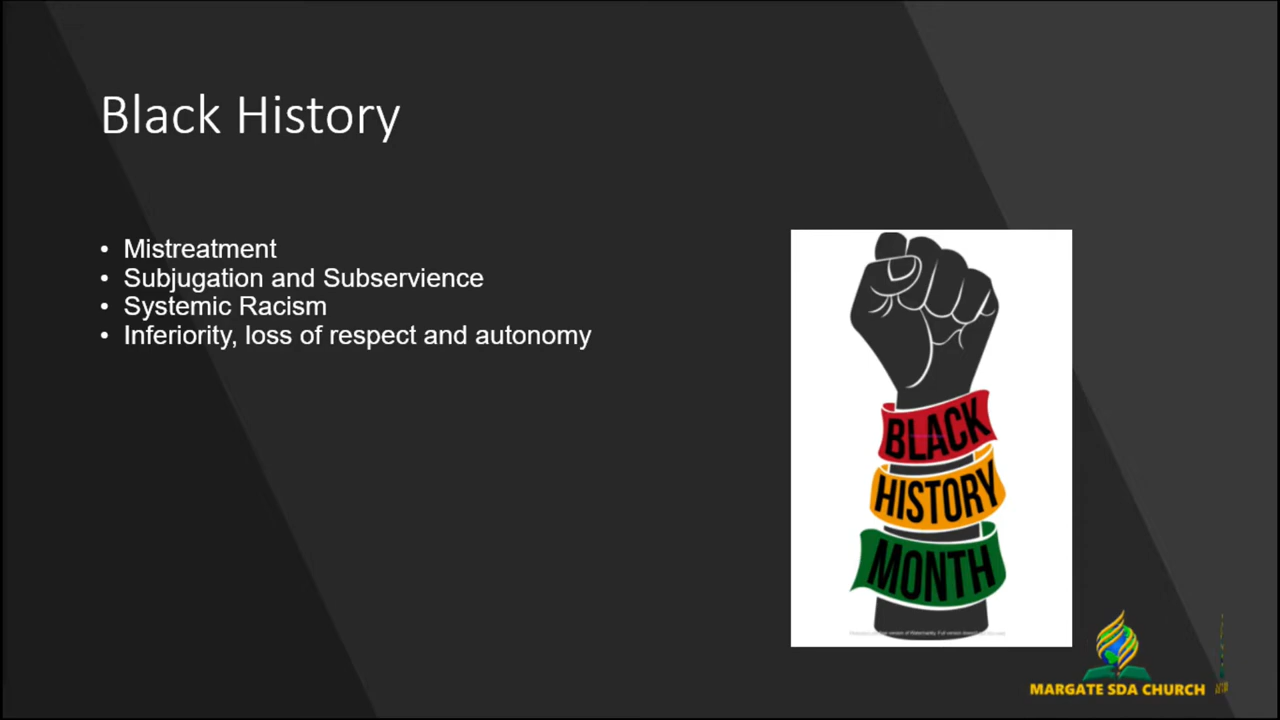 Black History
• Mistreatment
• Subjugation and Subservience
• Systemic Racism
• Inferiority, loss of respect and autonomy
BLACK
HISTORY
MONTH
MARGATE SDA CHURCH